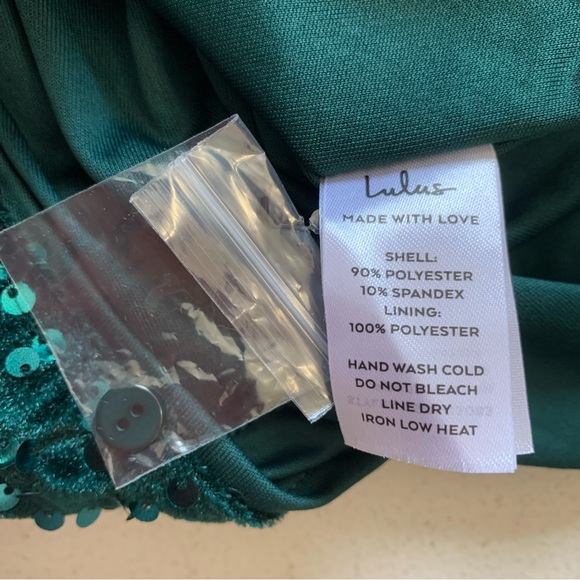 Lulus
MADE WITH LOVE
SHELL:
90% POLYESTER
10% SPANDEX
LINING:
100% POLYESTER
HAND WASH COLD
DO NOT BLEACH
LINE DRY
IRON LOW HEAT